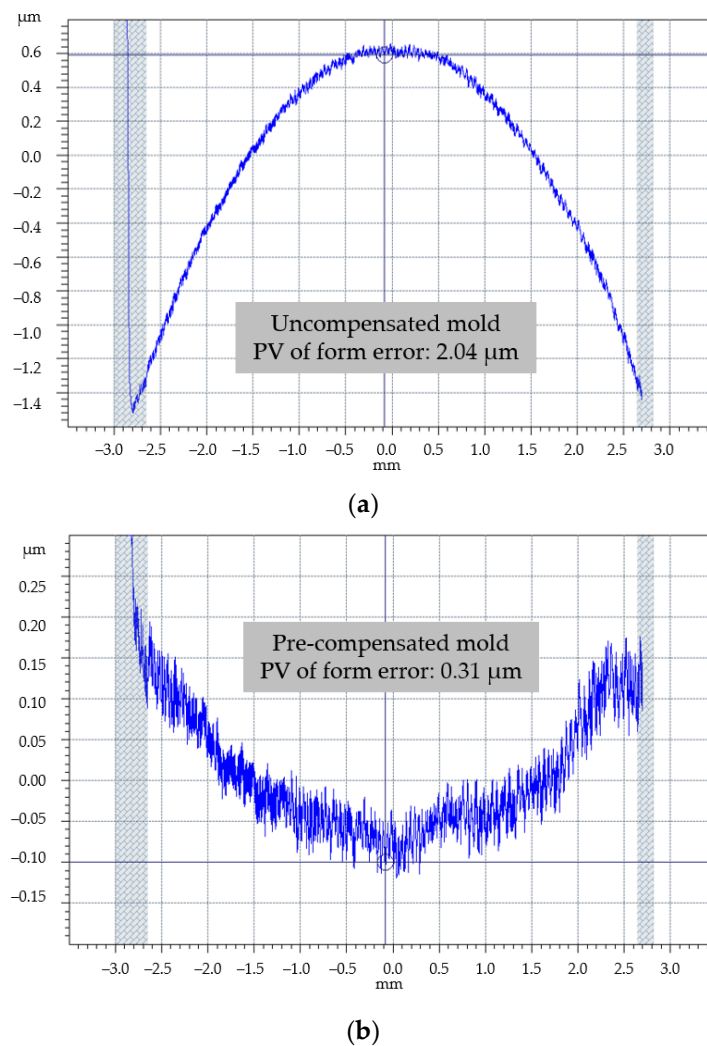 µm
0.6
0.4
0.2
0.0
−0.2
−0.4
−0.6
−0.8
−1.0
−1.2
−1.4
Uncompensated mold
PV of form error: 2.04 µm
−3.0 −2.5 −2.0 −1.5 −1.0 −0.5 0.0 0.5 1.0 1.5 2.0 2.5 3.0
mm
(a)
µm
0.25
0.20
0.15
0.10
0.05
0.00
−0.05
−0.10
−0.15
Pre-compensated mold
PV of form error: 0.31 µm
−3.0 −2.5 −2.0 −1.5 −1.0 −0.5 0.0 0.5 1.0 1.5 2.0 2.5 3.0
mm
(b)